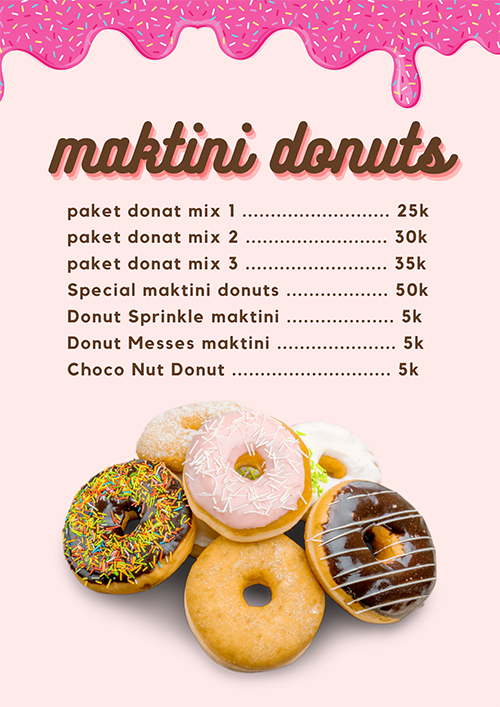 maktini donuts
paket donat mix 1 .......................... 25k
paket donat mix 2 ......................... 30k
paket donat mix 3 ......................... 35k
Special maktini donuts .................. 50k
Donut Sprinkle maktini ................... 5k
Donut Messes maktini ..................... 5k
Choco Nut Donut ............................ 5k